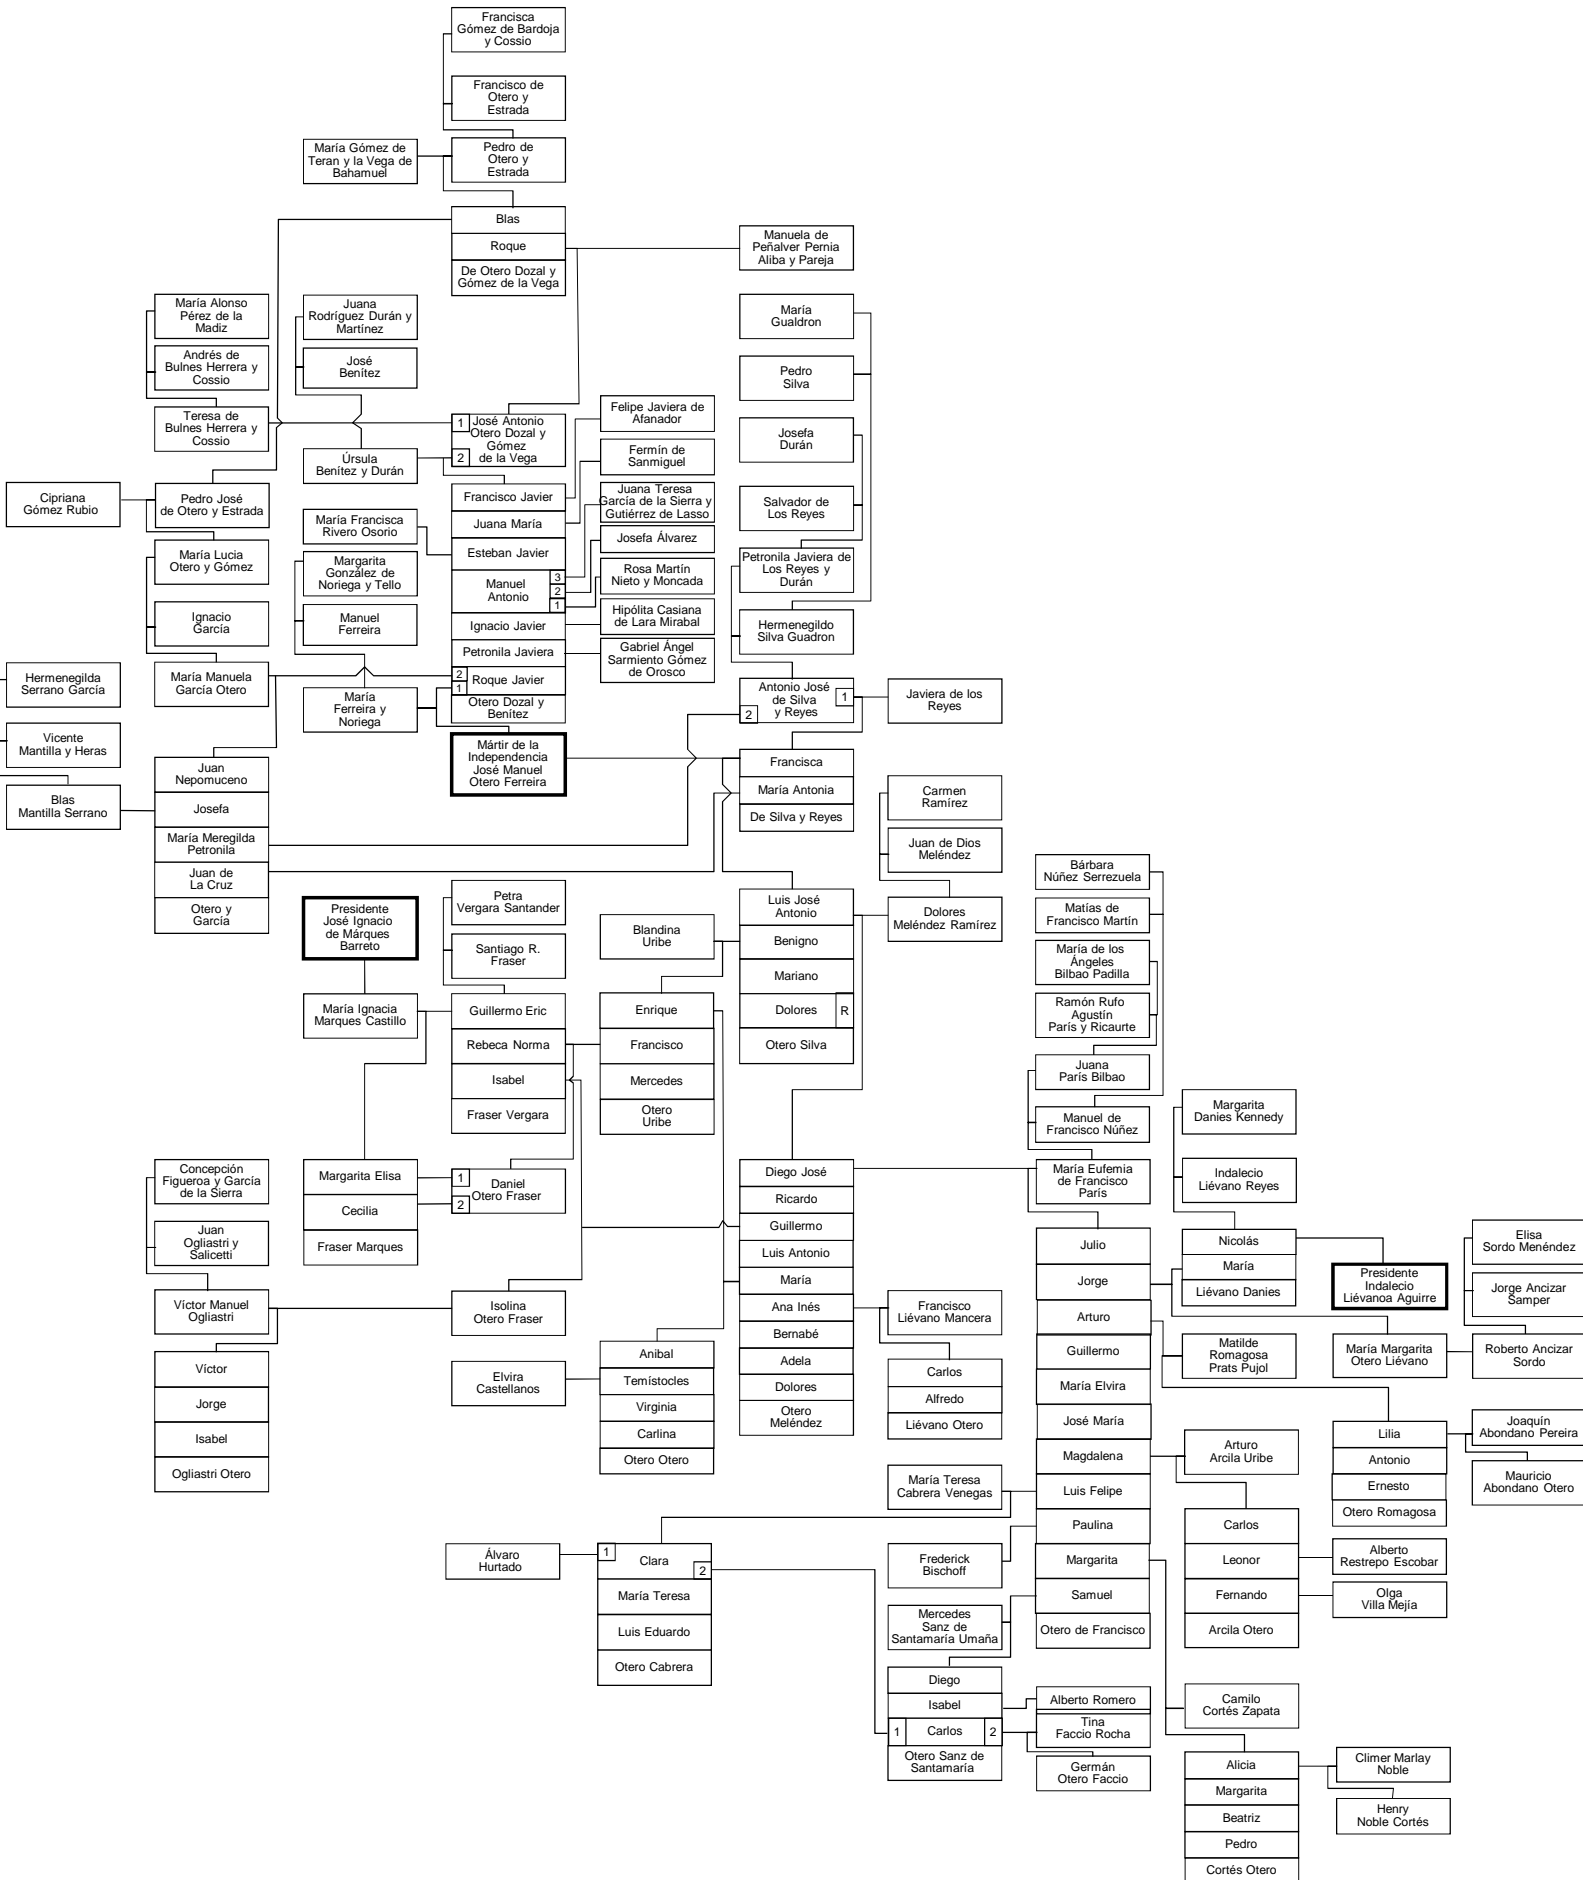 Francisca
Gómez de Bardoja
y Cossio
Francisco de
Otero y
Estrada
María Gómez de
Teran y la Vega de
Bahamuel
Pedro de
Otero y
Estrada
Blas
Roque
De Otero Dozal y
Gómez de la Vega
Manuela de
Peñalver Pernia
Aliba y Pareja
María Alonso
Pérez de la
Madiz
Andrés de
Bulnes Herrera y
Cossio
Teresa de
Bulnes Herrera y
Cossio
Juana
Rodríguez Durán y
Martínez
José
Benítez
Úrsula
Benítez y Durán
1
José Antonio
Otero Dozal y
Gómez
de la Vega
2
Felipe Javiera de
Afanador
Fermín de
Sanmiguel
Juana Teresa
García de la Sierra y
Gutiérrez de Lasso
Josefa Álvarez
Rosa Martín
Nieto y Moncada
Hipólita Casiana
de Lara Mirabal
Gabriel Ángel
Sarmiento Gómez
de Orosco
María
Gualdron
Pedro
Silva
Josefa
Durán
Salvador de
Los Reyes
Petronila Javiera de
Los Reyes y
Durán
Hermenegildo
Silva Guadron
Cipriana
Gómez Rubio
Pedro José
de Otero y Estrada
María Lucia
Otero y Gómez
Ignacio
García
María Manuela
García Otero
María Francisca
Rivero Osorio
Margarita
González de
Noriega y Tello
Manuel
Ferreira
María
Ferreira y
Noriega
Francisco Javier
Juana María
Esteban Javier
Manuel
Antonio
3
2
1
Ignacio Javier
Petronila Javiera
2
Roque Javier
1
Otero Dozal y
Benítez
Hermenegilda
Serrano García
Vicente
Mantilla y Heras
Blas
Mantilla Serrano
Juan
Nepomuceno
Josefa
María Meregilda
Petronila
Juan de
La Cruz
Otero y
García
Mártir de la
Independencia
José Manuel
Otero Ferreira
Antonio José
de Silva
y Reyes
1
2
Javiera de los
Reyes
Francisca
María Antonia
De Silva y Reyes
Carmen
Ramírez
Juan de Dios
Meléndez
Dolores
Meléndez Ramírez
Presidente
José Ignacio
de Márques
Barreto
María Ignacia
Marques Castillo
Petra
Vergara Santander
Santiago R.
Fraser
Guillermo Eric
Rebeca Norma
Isabel
Fraser Vergara
Blandina
Uribe
Enrique
Francisco
Mercedes
Otero
Uribe
Luis José
Antonio
Benigno
Mariano
Dolores
R
Otero Silva
Bárbara
Núñez Serrezuela
Matías de
Francisco Martín
María de los
Ángeles
Bilbao Padilla
Ramón Rufo
Agustín
París y Ricaurte
Juana
París Bilbao
Manuel de
Francisco Núñez
María Eufemia
de Francisco
París
Margarita
Danies Kennedy
Indalecio
Liévano Reyes
Nicolás
María
Liévano Danies
Presidente
Indalecio
Liévanoa Aguirre
Elisa
Sordo Menéndez
Jorge Ancizar
Samper
Roberto Ancizar
Sordo
María Margarita
Otero Liévano
Concepción
Figueroa y García
de la Sierra
Juan
Ogliastri y
Salicetti
Víctor Manuel
Ogliastri
Víctor
Jorge
Isabel
Ogliastri Otero
Margarita Elisa
Cecilia
Fraser Marques
1
Daniel
Otero Fraser
2
Isolina
Otero Fraser
Elvira
Castellanos
Anibal
Temístocles
Virginia
Carlina
Otero Otero
Diego José
Ricardo
Guillermo
Luis Antonio
María
Ana Inés
Bernabé
Adela
Dolores
Otero
Meléndez
Francisco
Liévano Mancera
Carlos
Alfredo
Liévano Otero
Julio
Jorge
Arturo
Guillermo
María Elvira
José María
Magdalena
Luis Felipe
Paulina
Margarita
Samuel
Otero de Francisco
Matilde
Romagosa
Prats Pujol
Lilia
Antonio
Ernesto
Otero Romagosa
Joaquín
Abondano Pereira
Mauricio
Abondano Otero
Arturo
Arcila Uribe
Carlos
Leonor
Fernando
Arcila Otero
Alberto
Restrepo Escobar
Olga
Villa Mejía
María Teresa
Cabrera Venegas
Álvaro
Hurtado
1
Clara
2
María Teresa
Luis Eduardo
Otero Cabrera
Frederick
Bischoff
Mercedes
Sanz de
Santamaría Umaña
Diego
Isabel
1
Carlos
2
Otero Sanz de
Santamaría
Alberto Romero
Tina
Faccio Rocha
Germán
Otero Faccio
Camilo
Cortés Zapata
Alicia
Margarita
Beatriz
Pedro
Cortés Otero
Climer Marlay
Noble
Henry
Noble Cortés